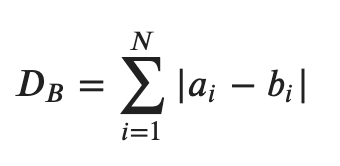 D_B = \sum_{i=1}^{N} |a_i - b_i|